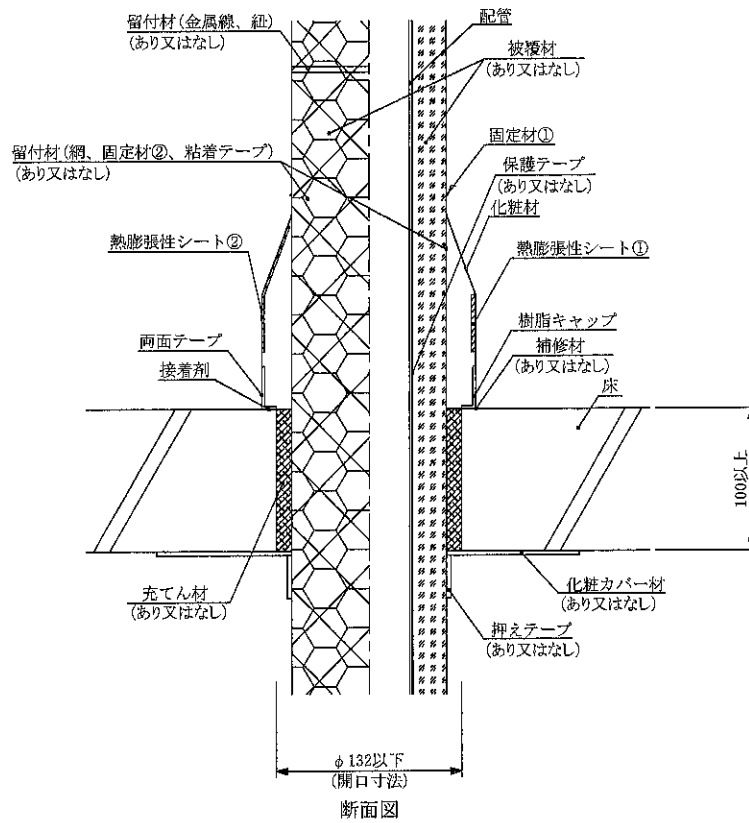 留付材(金属線、紐)
(あり又はなし)
配管
被覆材
(あり又はなし)
固定材①
留付材(網、固定材②、粘着テープ)
(あり又はなし)
保護テープ
(あり又はなし)
化粧材
熱膨張性シート②
熱膨張性シート①
樹脂キャップ
両面テープ
補修材
(あり又はなし)
接着剤
床
100以上
充てん材
(あり又はなし)
化粧カバー材
(あり又はなし)
押えテープ
(あり又はなし)
φ132以下
(開口寸法)
断面図